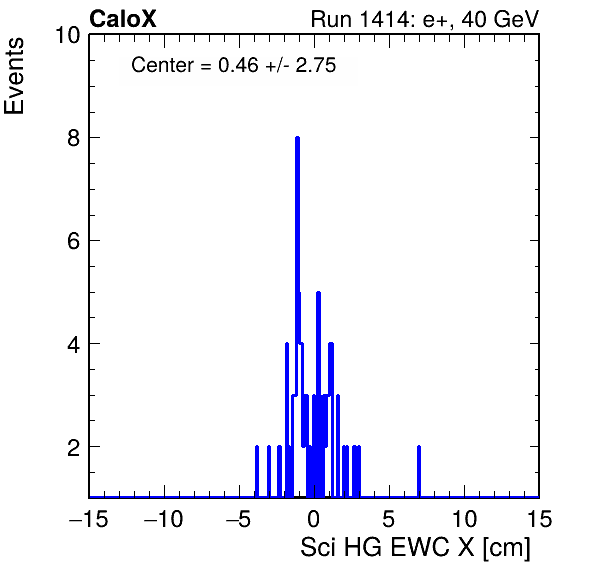 CaloX
Run 1414: e+, 40 GeV
Events
Center = 0.46 +/- 2.75
10
8
6
4
2
−15 −10 −5 0 5 10 15
Sci HG EWC X [cm]